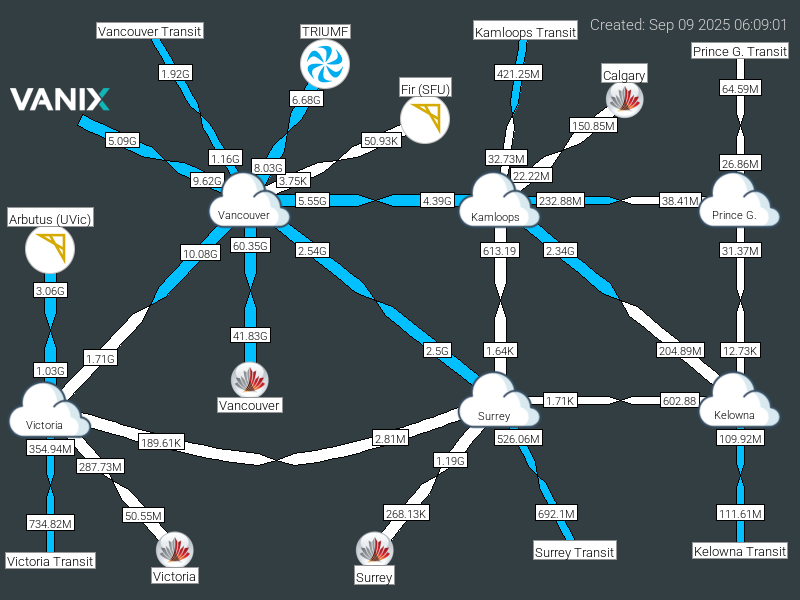 Created: Sep 09 2025 06:09:01
Vancouver Transit
TRIUMF
Kamloops Transit
Prince G. Transit
1.92G
421.25M
Calgary
64.59M
VANIX
6.68G
Fir (SFU)
150.85M
5.09G
50.93K
1.16G
32.73M
26.86M
9.62G
8.03G
3.75K
22.22M
Vancouver
5.55G
4.39G
Kamloops
232.88M
38.41M
Prince G.
Arbutus (UVic)
10.08G
60.35G
2.54G
613.19
2.34G
31.37M
3.06G
41.83G
1.71G
2.5G
1.64K
204.89M
12.73K
1.03G
Vancouver
Victoria
Surrey
1.71K
602.88
Kelowna
354.94M
189.61K
2.81M
526.06M
109.92M
287.73M
1.19G
734.82M
50.55M
268.13K
692.1M
111.61M
Victoria Transit
Victoria
Surrey
Surrey Transit
Kelowna Transit